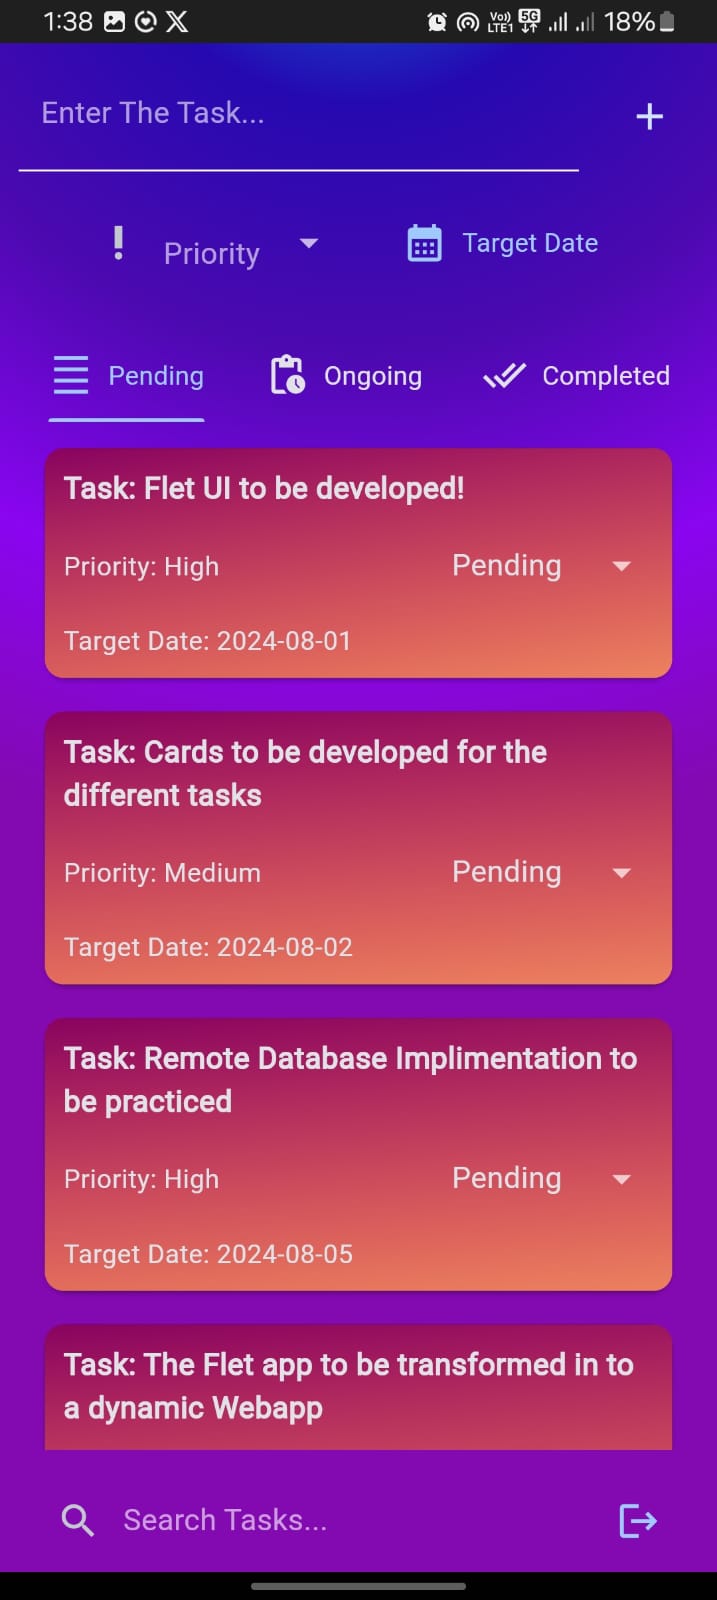 1:38 Vo)) LTE1 5G 18%
Enter The Task...
Priority Target Date
Pending Ongoing Completed
Task: Flet UI to be developed!
Priority: High Pending
Target Date: 2024-08-01
Task: Cards to be developed for the
different tasks
Priority: Medium Pending
Target Date: 2024-08-02
Task: Remote Database Implimentation to
be practiced
Priority: High Pending
Target Date: 2024-08-05
Task: The Flet app to be transformed in to
a dynamic Webapp
Search Tasks...